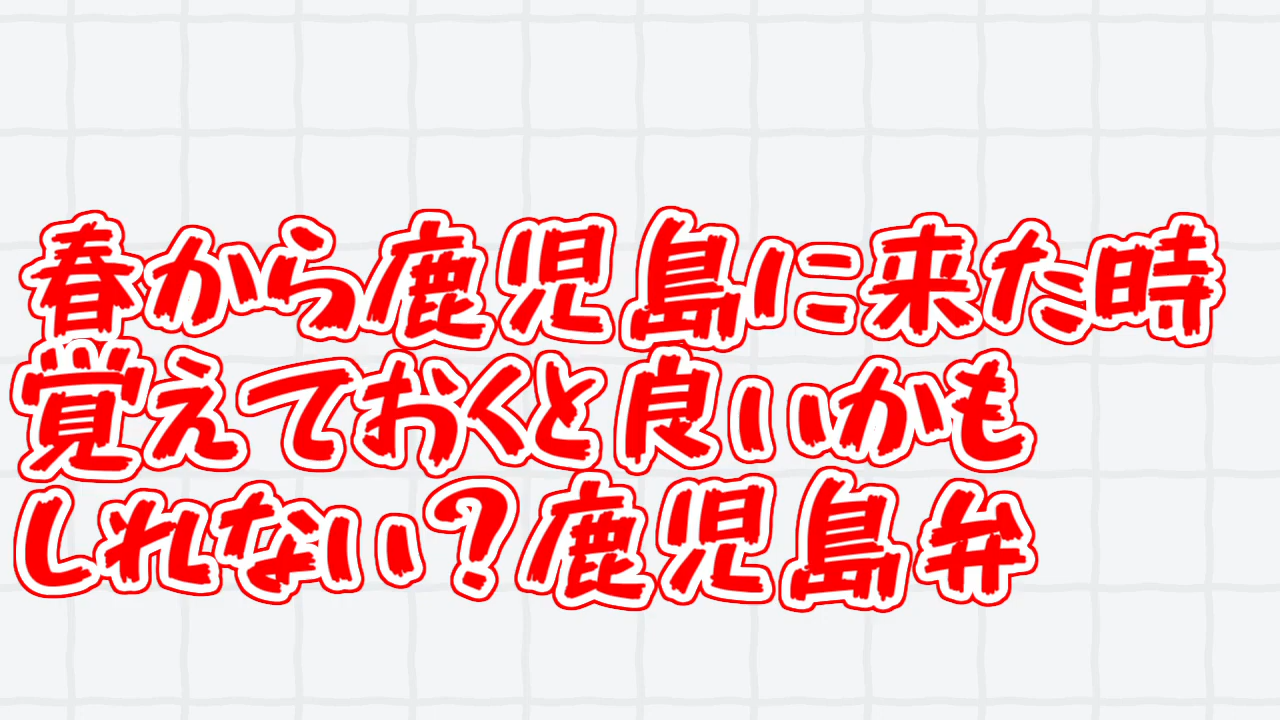 春から鹿児島に来た時
覚えておくと良いかも
しれない?鹿児島弁